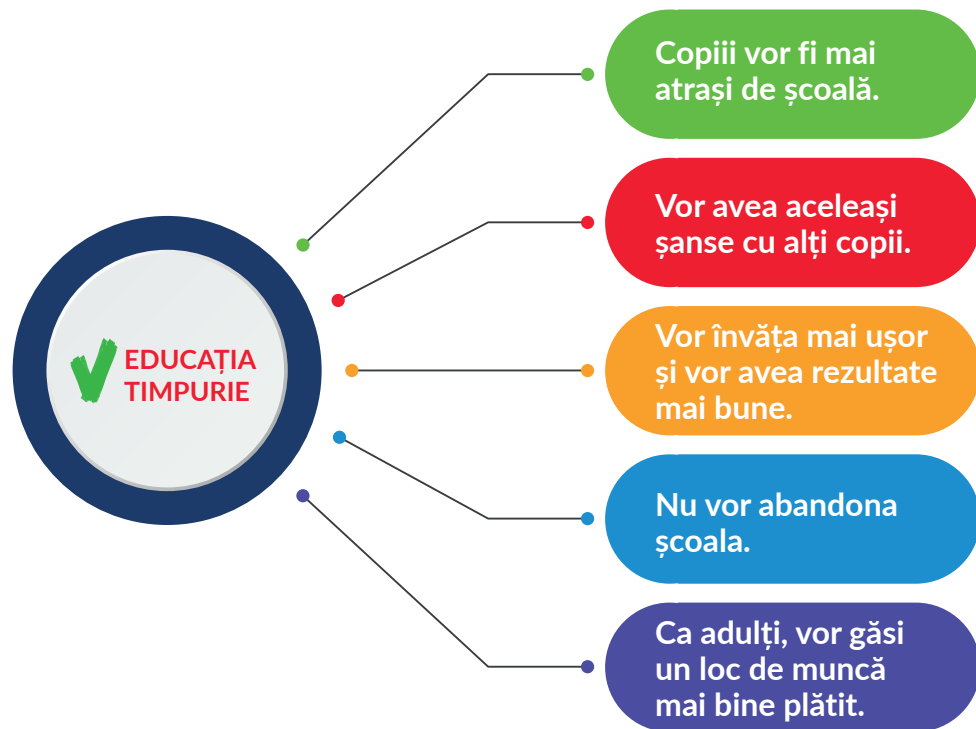 EDUCAȚIA
TIMPURIE
Copiii vor fi mai
atrași de școală.
Vor avea aceleași
șanse cu alți copii.
Vor învăța mai ușor
și vor avea rezultate
mai bune.
Nu vor abandona
școala.
Ca adulți, vor găsi
un loc de muncă
mai bine plătit.